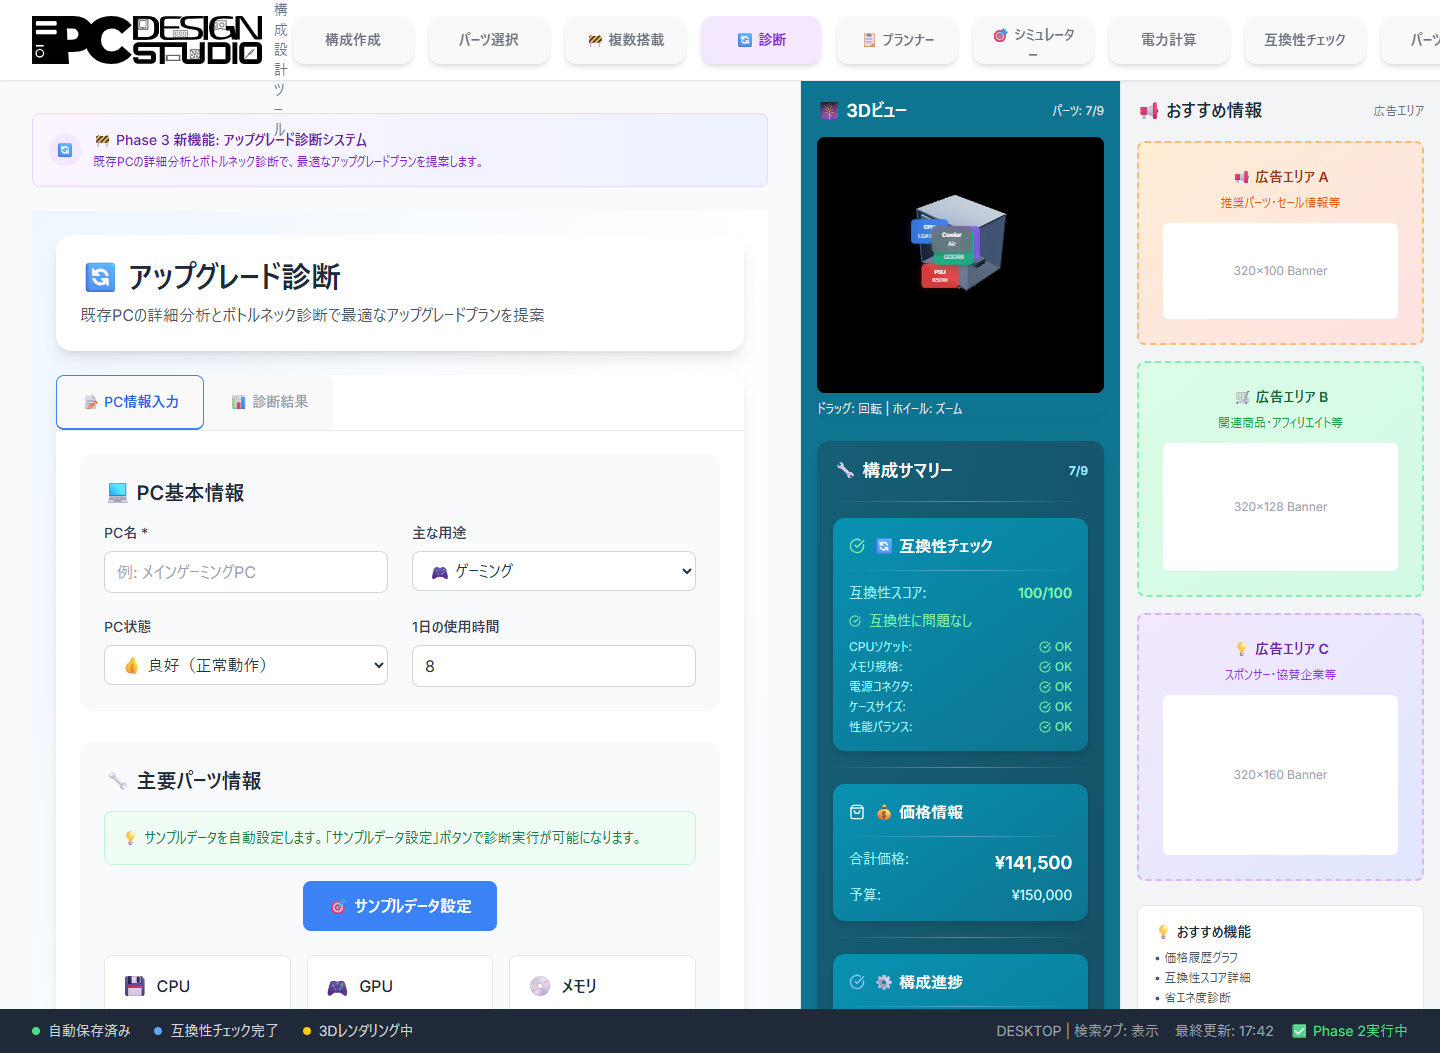 PC DESIGN STUDIO
構成設計ツール
構成作成
パーツ選択
🚧 複数搭載
🔄 診断
📋 プランナー
🎯 シミュレーター
電力計算
互換性チェック
パーツ
🚧 Phase 3 新機能: アップグレード診断システム
既存PCの詳細分析とボトルネック診断で、最適なアップグレードプランを提案します。
🔄 アップグレード診断
既存PCの詳細分析とボトルネック診断で最適なアップグレードプランを提案
📝 PC情報入力
📊 診断結果
💻 PC基本情報
PC名 *
主な用途
例: メインゲーミングPC
🎮 ゲーミング
PC状態
1日の使用時間
👍 良好（正常動作）
8
🔧 主要パーツ情報
💡 サンプルデータを自動設定します。「サンプルデータ設定」ボタンで診断実行が可能になります。
🎯 サンプルデータ設定
💾 CPU
🎮 GPU
💿 メモリ
🎆 3Dビュー
パーツ: 7/9
Cooler
Air
GDDR6
PSU
650W
ドラッグ: 回転 | ホイール: ズーム
🔧 構成サマリー
7/9
🔄 互換性チェック
互換性スコア: 100/100
互換性に問題なし
CPUソケット: OK
メモリ規格: OK
電源コネクタ: OK
ケースサイズ: OK
性能バランス: OK
💰 価格情報
合計価格: ¥141,500
予算: ¥150,000
⚙️ 構成進捗
📢 おすすめ情報
広告エリア
📢 広告エリア A
推奨パーツ・セール情報等
320×100 Banner
🛒 広告エリア B
関連商品・アフィリエイト等
320×128 Banner
💡 広告エリア C
スポンサー・協賛企業等
320×160 Banner
💡 おすすめ機能
• 価格履歴グラフ
• 互換性スコア詳細
• 省エネ度診断
自動保存済み
互換性チェック完了
3Dレンダリング中
DESKTOP | 検索タブ: 表示
最終更新: 17:42
✅ Phase 2実行中